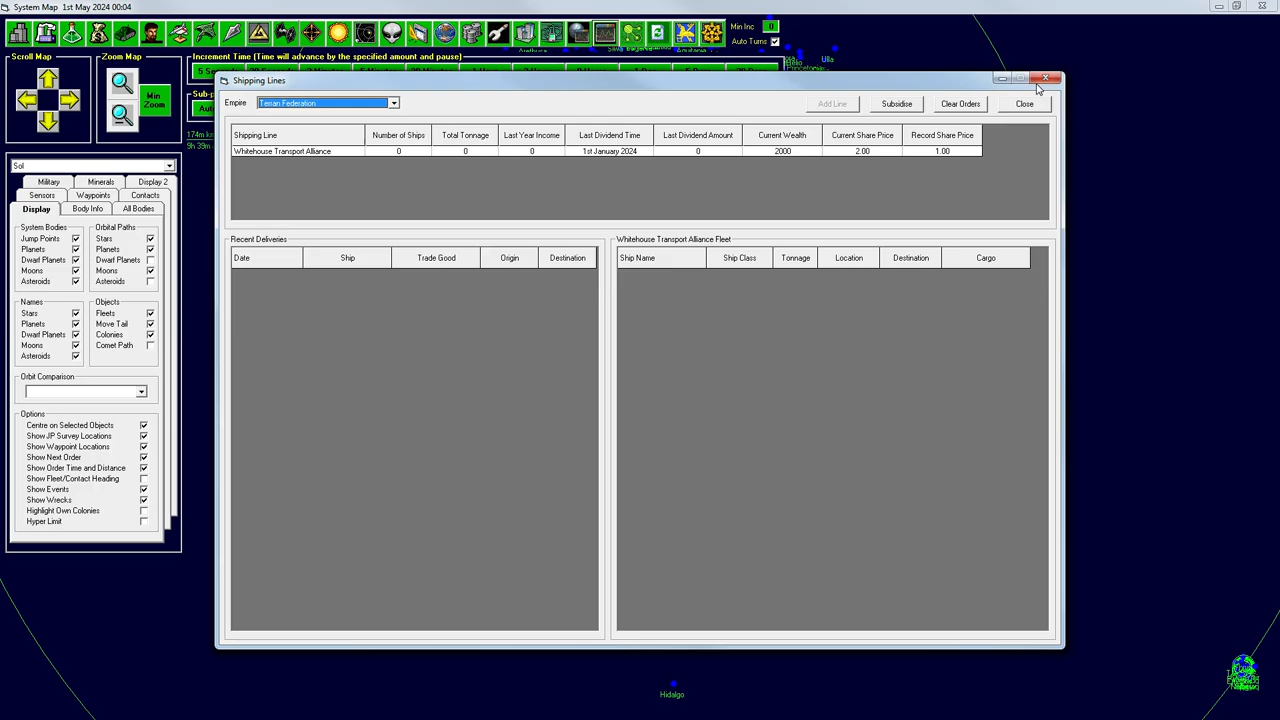 System Map   1st May 2024 00:04
Min Inc 0
Auto Turns
Scroll Map
Zoom Map
Increment Time (Time will advance by the specified amount and pause)
Min Zoom
174m k
9h 39m
Ulla
Shipping Lines
Empire Terran Federation
Add Line Subsidise Clear Orders Close
Shipping Line Number of Ships Total Tonnage Last Year Income Last Dividend Time Last Dividend Amount Current Wealth Current Share Price Record Share Price
Whitehouse Transport Alliance 0 0 0 1st January 2024 0 2000 2.00 1.00
Recent Deliveries
Date Ship Trade Good Origin Destination
Whitehouse Transport Alliance Fleet
Ship Name Ship Class Tonnage Location Destination Cargo
Sol
Military Minerals Display 2
Sensors Waypoints Contacts
Display Body Info All Bodies
System Bodies
Jump Points
Planets
Dwarf Planets
Moons
Asteroids
Orbital Paths
Stars
Planets
Dwarf Planets
Moons
Asteroids
Names
Stars
Planets
Dwarf Planets
Moons
Asteroids
Objects
Fleets
Move Tail
Colonies
Comet Path
Orbit Comparison
Options
Centre on Selected Objects
Show JP Survey Locations
Show Waypoint Locations
Show Next Order
Show Order Time and Distance
Show Fleet/Contact Heading
Show Events
Show Wrecks
Highlight Own Colonies
Hyper Limit
Hidalgo